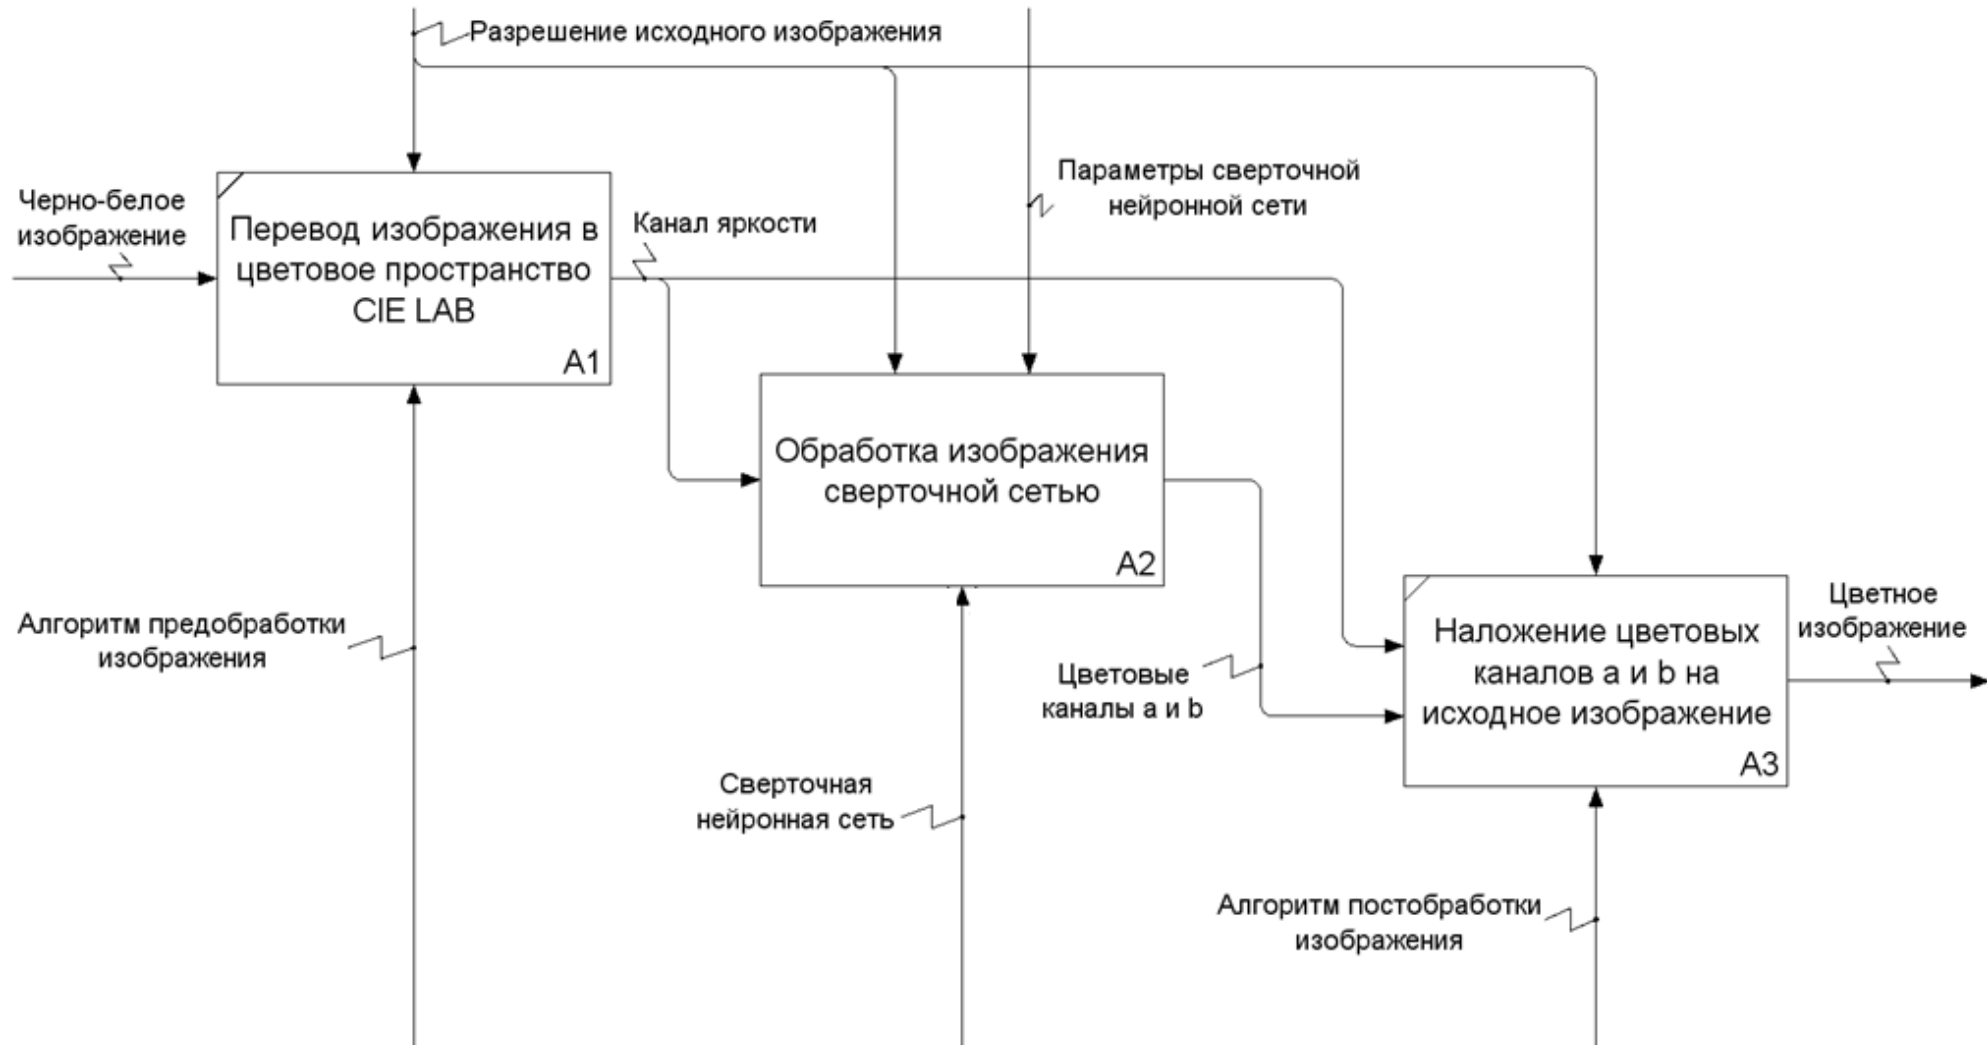 Разрешение исходного изображения
Параметры сверточной
нейронной сети
Черно-белое
изображение
Перевод изображения в
цветовое пространство
CIE LAB
A1
Канал яркости
Обработка изображения
сверточной сетью
A2
Алгоритм предобработки
изображения
Цветовые
каналы a и b
Наложение цветовых
каналов a и b на
исходное изображение
A3
Цветное
изображение
Сверточная
нейронная сеть
Алгоритм постобработки
изображения